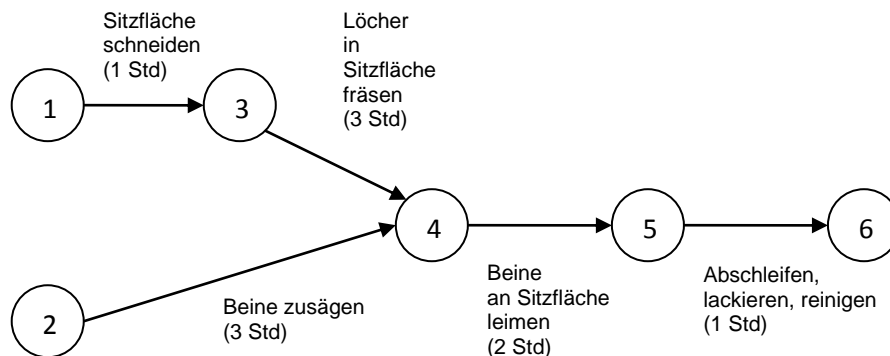 Sitzfläche
schneiden
(1 Std)
Löcher
in
Sitzfläche
fräsen
(3 Std)
1
3
4
5
6
2
Beine zusägen
(3 Std)
Beine
an Sitzfläche
leimen
(2 Std)
Abschleifen,
lackieren, reinigen
(1 Std)